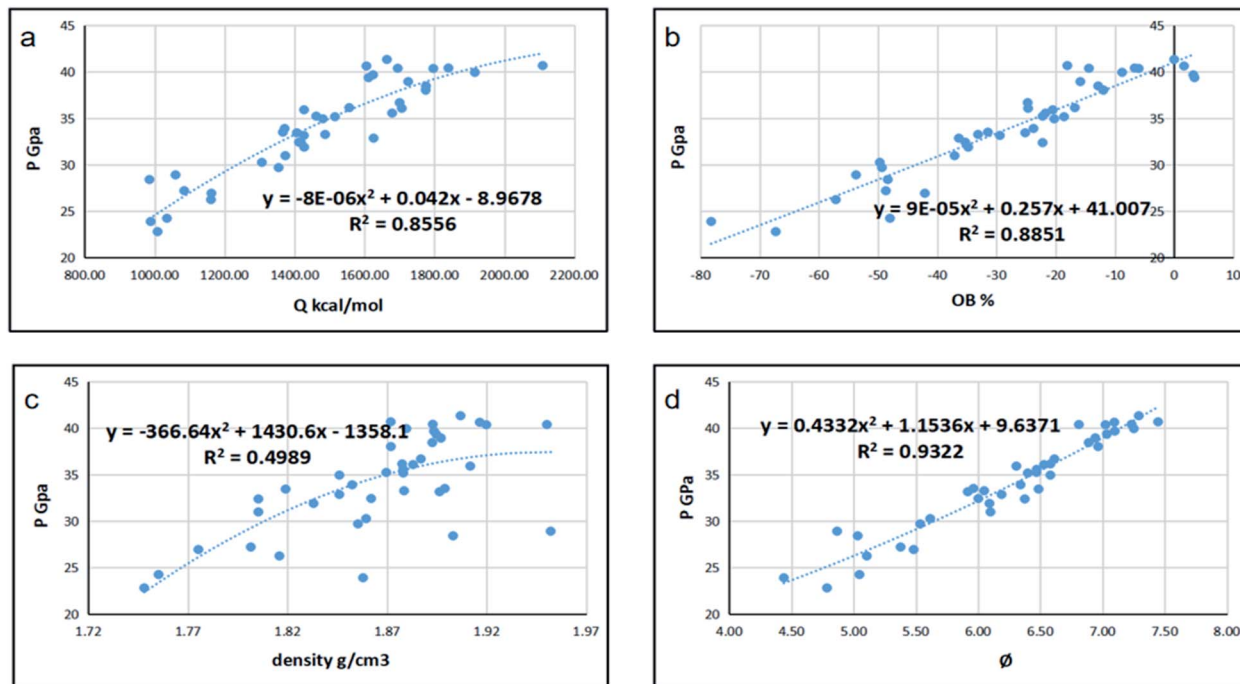 a
45
40
35
30
25
20
P Gpa
y = -8E-06x² + 0.042x - 8.9678
R² = 0.8556
800.00 1000.00 1200.00 1400.00 1600.00 1800.00 2000.00 2200.00
Q kcal/mol
b
45
40
35
30
25
20
P Gpa
y = 9E-05x² + 0.257x + 41.007
R² = 0.8851
-80 -70 -60 -50 -40 -30 -20 -10 0 10
OB %
c
45
40
35
30
25
20
P Gpa
y = -366.64x² + 1430.6x - 1358.1
R² = 0.4989
1.72 1.77 1.82 1.87 1.92 1.97
density g/cm3
d
45
40
35
30
25
20
P GPa
y = 0.4332x² + 1.1536x + 9.6371
R² = 0.9322
4.00 4.50 5.00 5.50 6.00 6.50 7.00 7.50 8.00
Ø